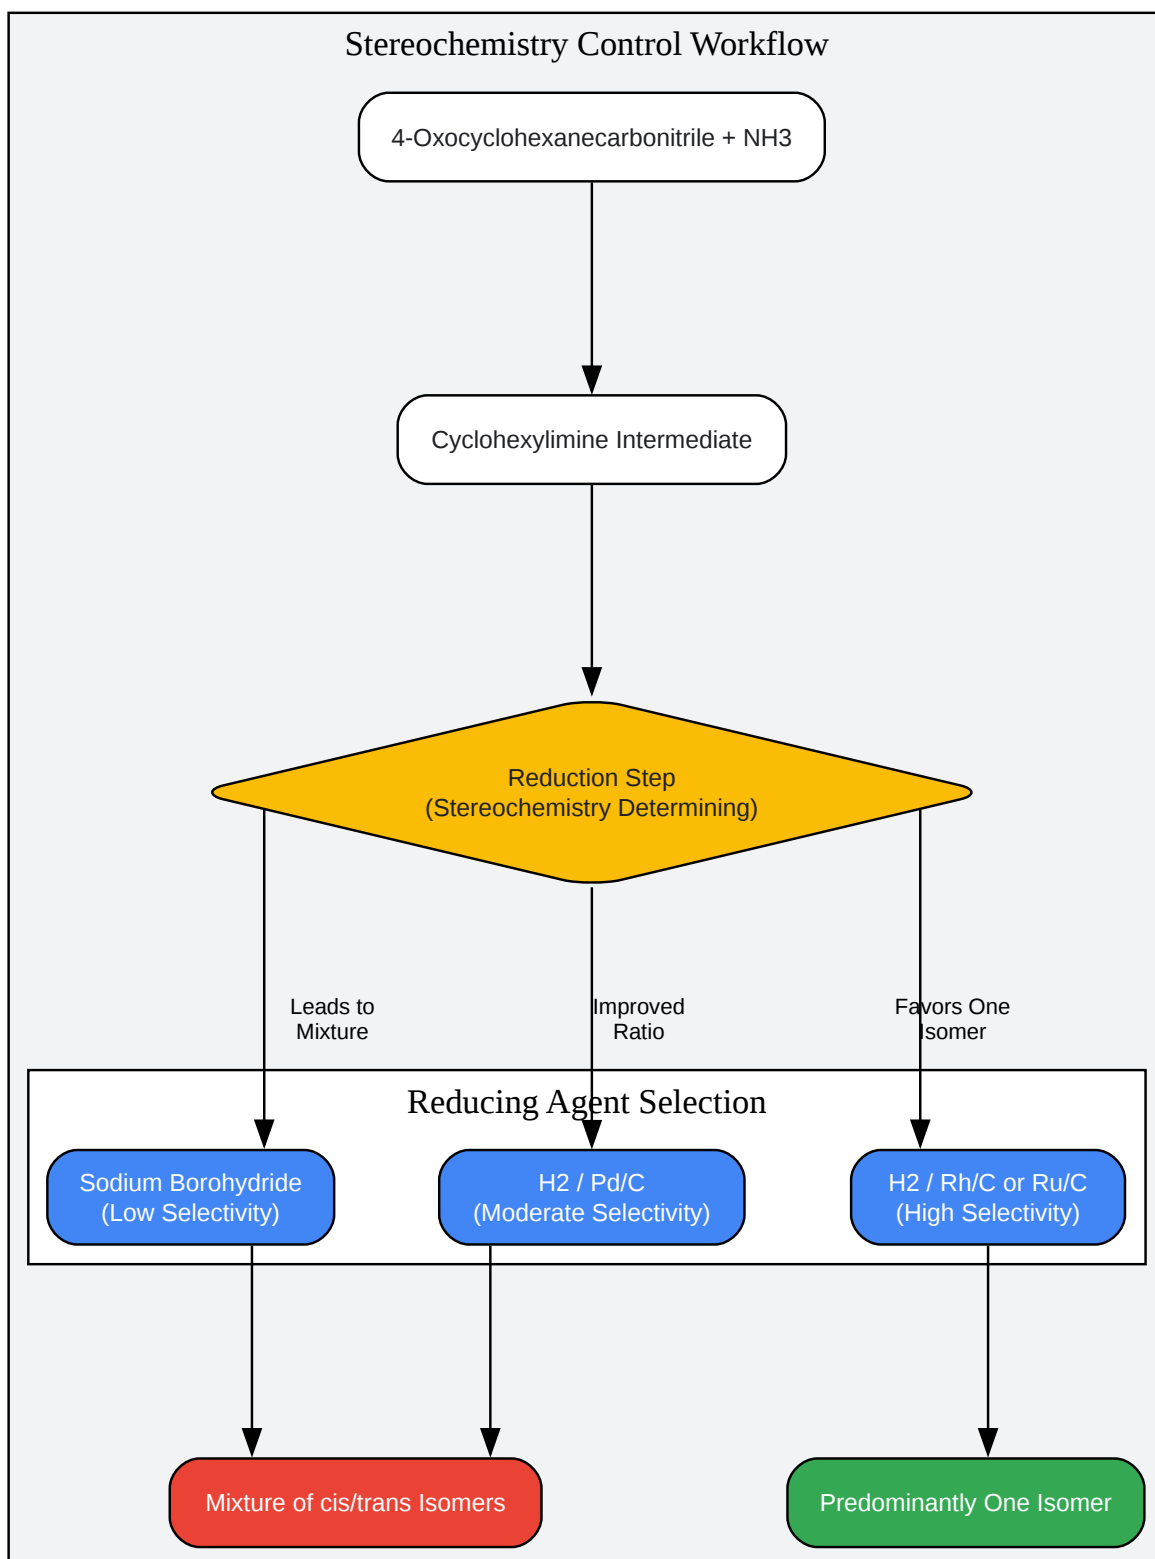 Stereochemistry Control Workflow
4-Oxocyclohexanecarbonitrile + NH3
Cyclohexylimine Intermediate
Reduction Step
(Stereochemistry Determining)
Leads to
Mixture
Improved
Ratio
Favors One
Isomer
Reducing Agent Selection
Sodium Borohydride
(Low Selectivity)
H2 / Pd/C
(Moderate Selectivity)
H2 / Rh/C or Ru/C
(High Selectivity)
Mixture of cis/trans Isomers
Predominantly One Isomer